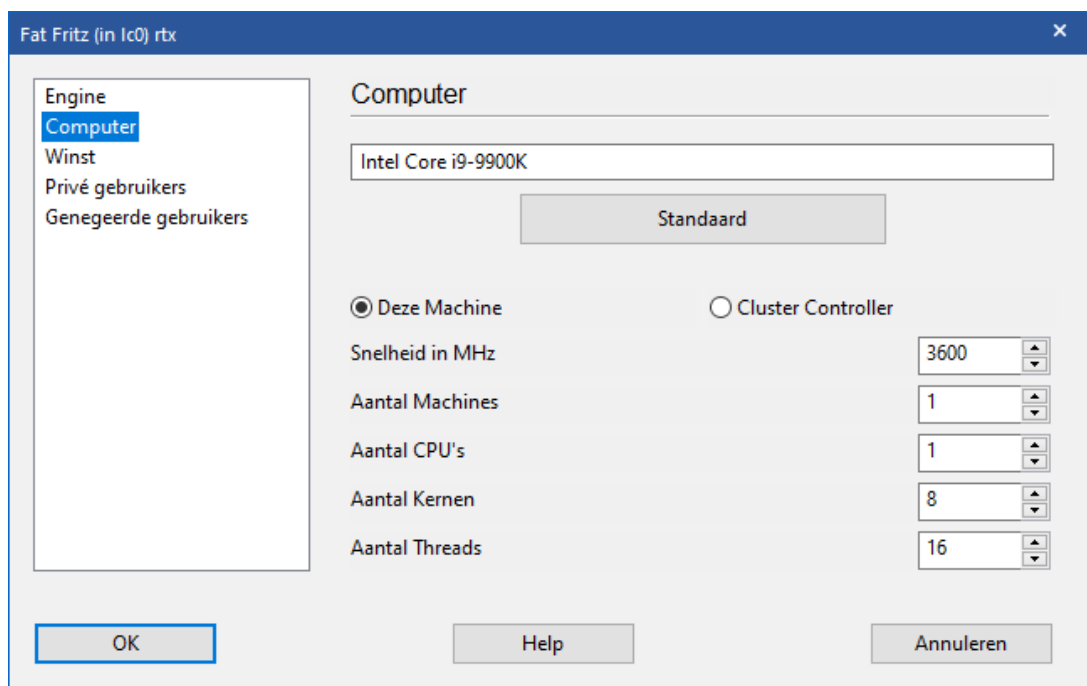 Fat Fritz (in lc0) rtx
Engine
Computer
Winst
Privé gebruikers
Genegeerde gebruikers
Computer
Intel Core i9-9900K
Standaard
Deze Machine
Cluster Controller
Snelheid in MHz 3600
Aantal Machines 1
Aantal CPU's 1
Aantal Kernen 8
Aantal Threads 16
OK
Help
Annuleren